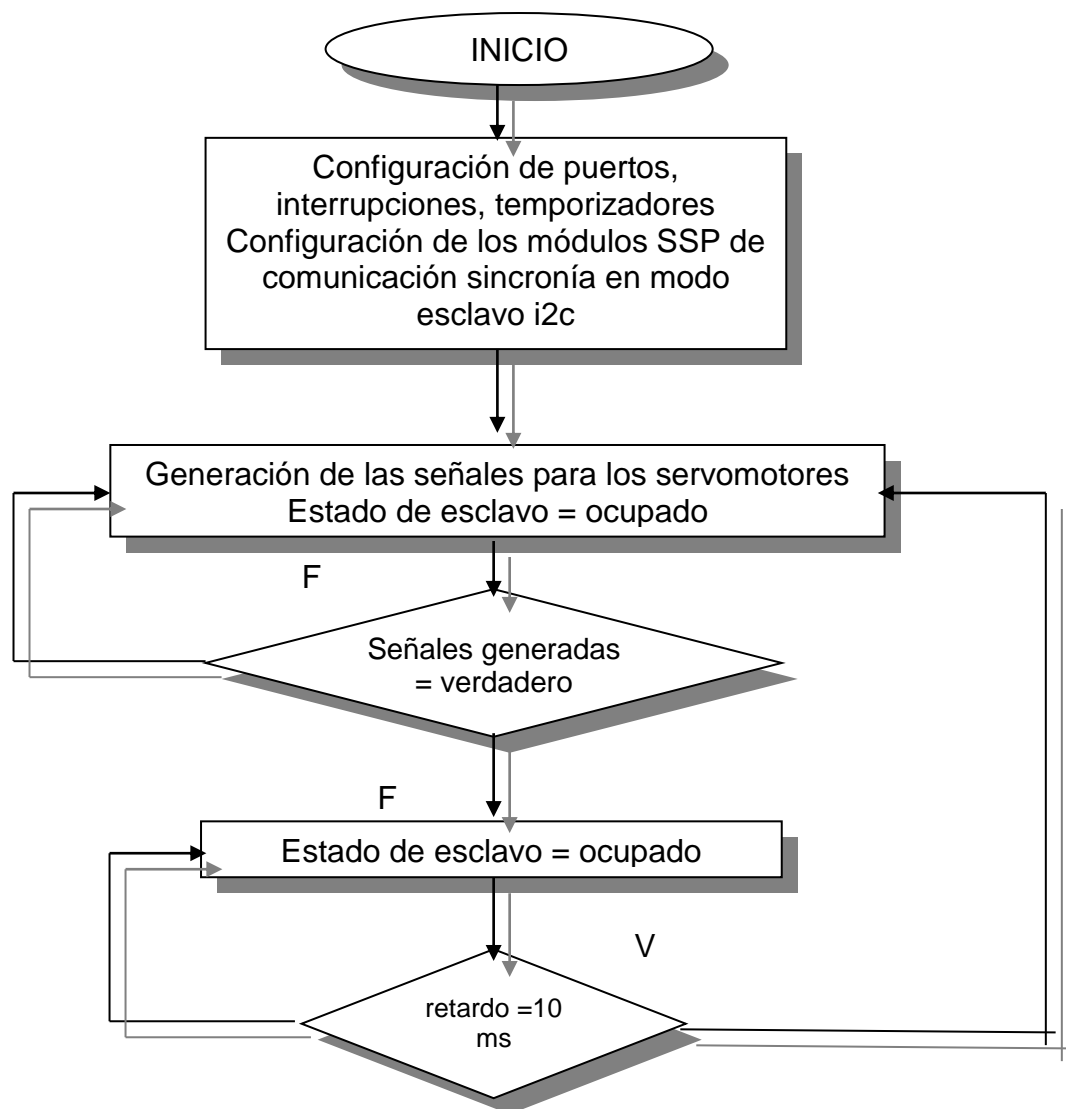 INICIO
Configuración de puertos,
interrupciones, temporizadores
Configuración de los módulos SSP de
comunicación sincronía en modo
esclavo i2c
Generación de las señales para los servomotores
Estado de esclavo = ocupado
F
Señales generadas
= verdadero
F
Estado de esclavo = ocupado
V
retardo =10
ms